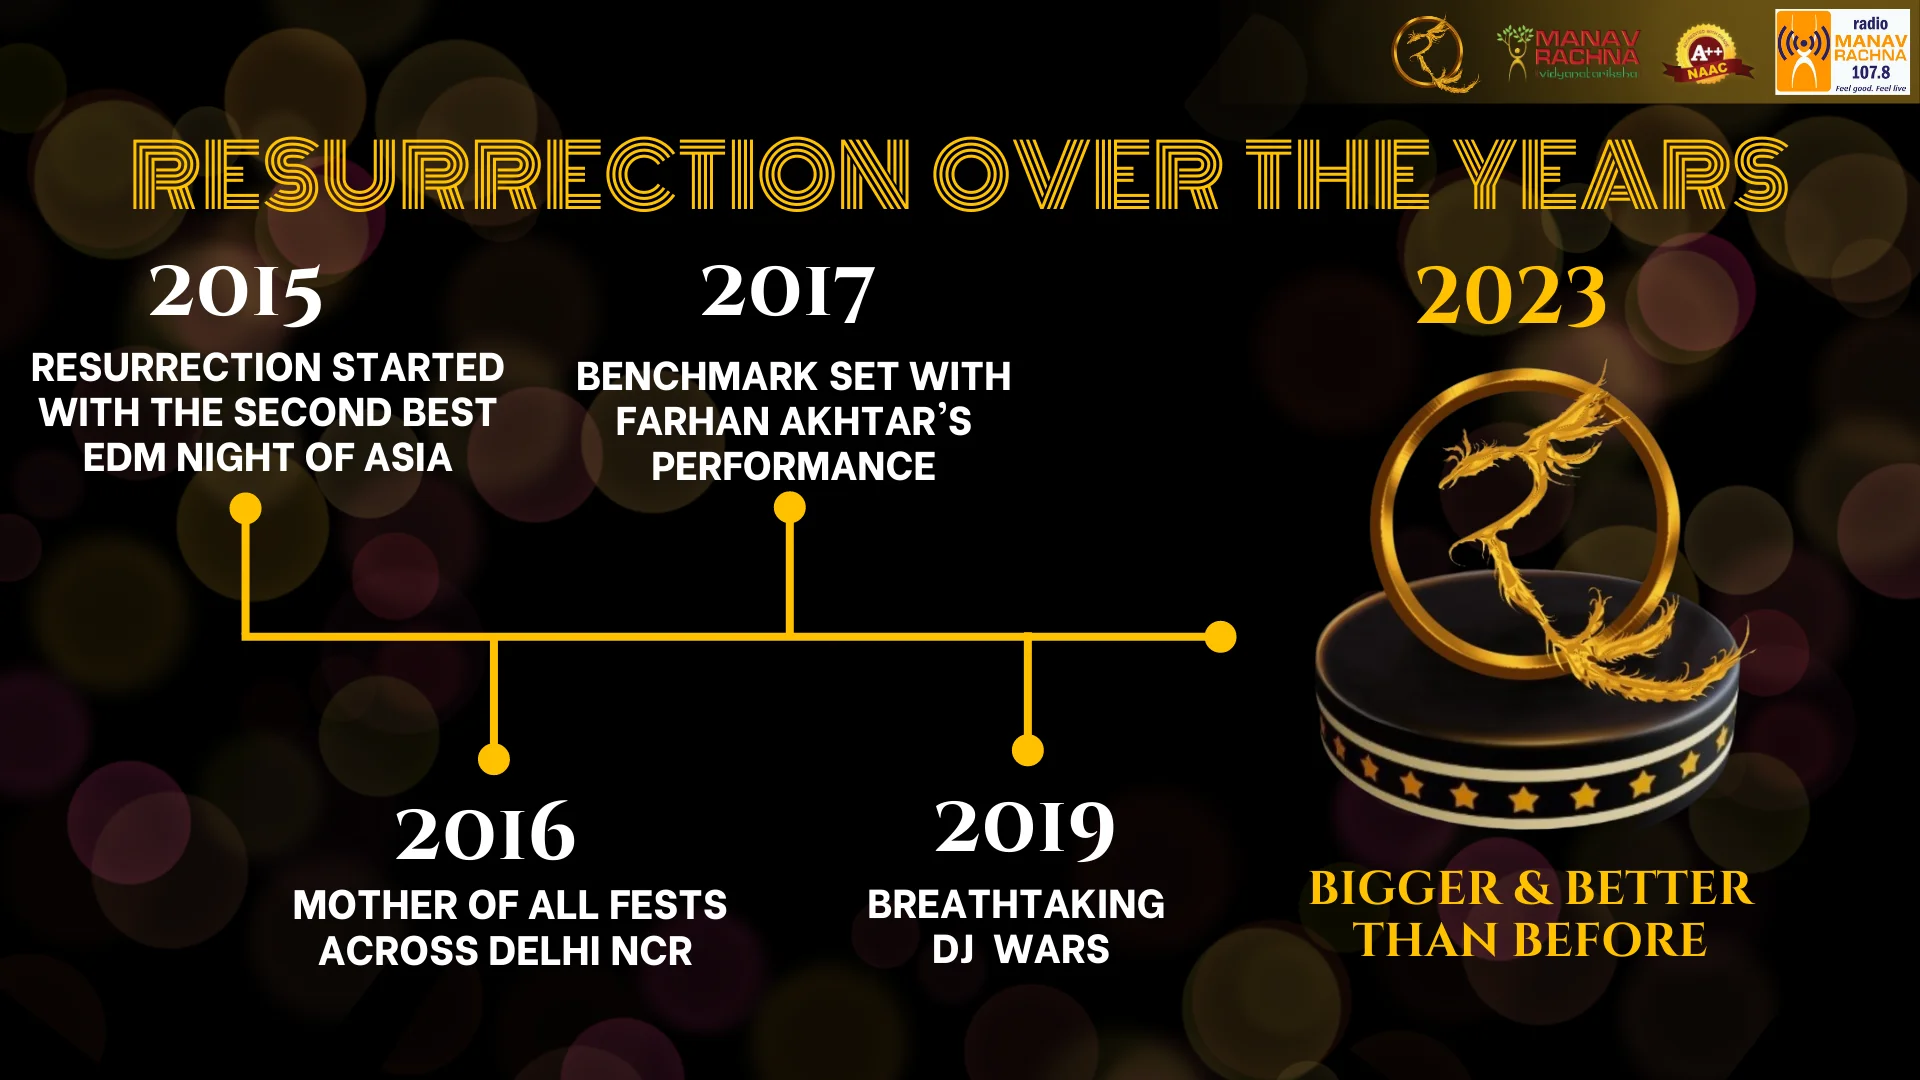 MANAV
RACHNA
vidyanatariksha
A++
NAAC
radio
MANAV
RACHNA
107.8
Feel good. Feel live
RESURRECTION OVER THE YEARS
2015
RESURRECTION STARTED
WITH THE SECOND BEST
EDM NIGHT OF ASIA
2017
BENCHMARK SET WITH
FARHAN AKHTAR’S
PERFORMANCE
2023
2016
MOTHER OF ALL FESTS
ACROSS DELHI NCR
2019
BREATHTAKING
DJ WARS
BIGGER & BETTER
THAN BEFORE